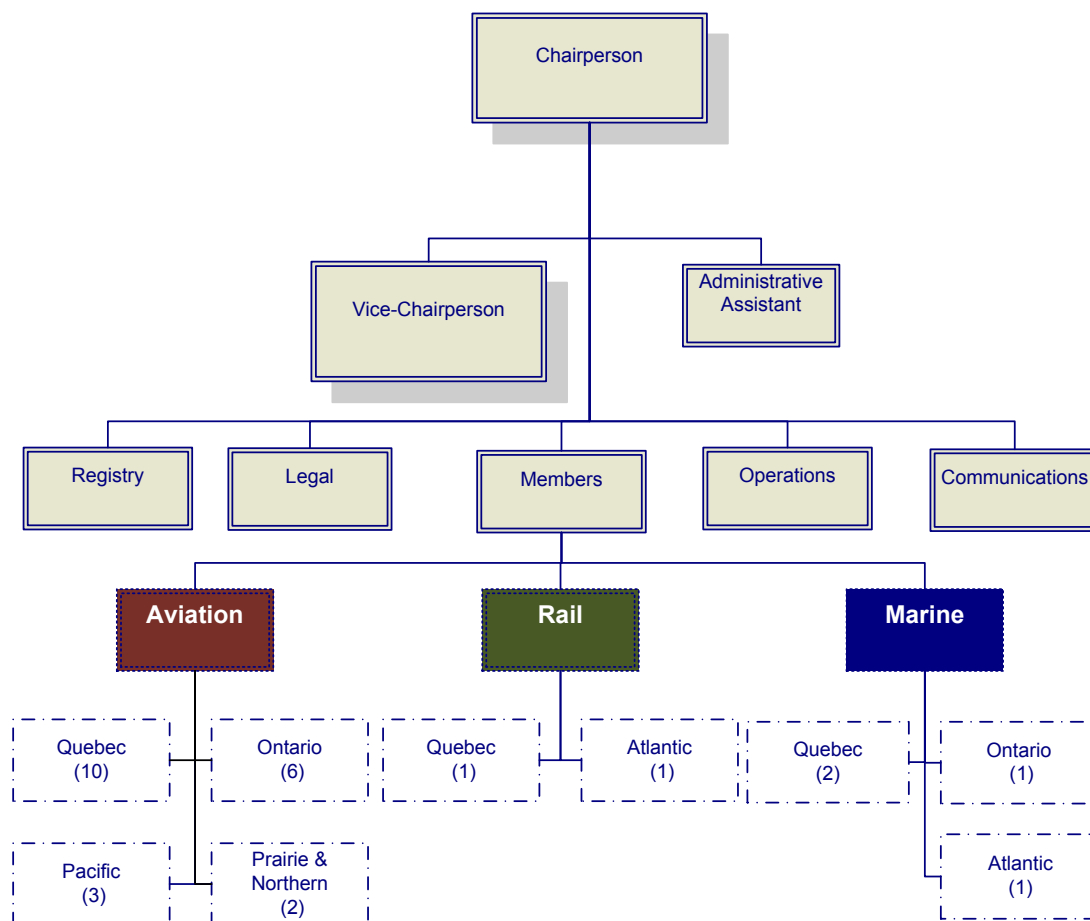 Chairperson
Vice-Chairperson
Administrative
Assistant
Registry
Legal
Members
Operations
Communications
Aviation
Rail
Marine
Quebec
(10)
Ontario
(6)
Quebec
(1)
Atlantic
(1)
Quebec
(2)
Ontario
(1)
Pacific
(3)
Prairie &
Northern
(2)
Atlantic
(1)